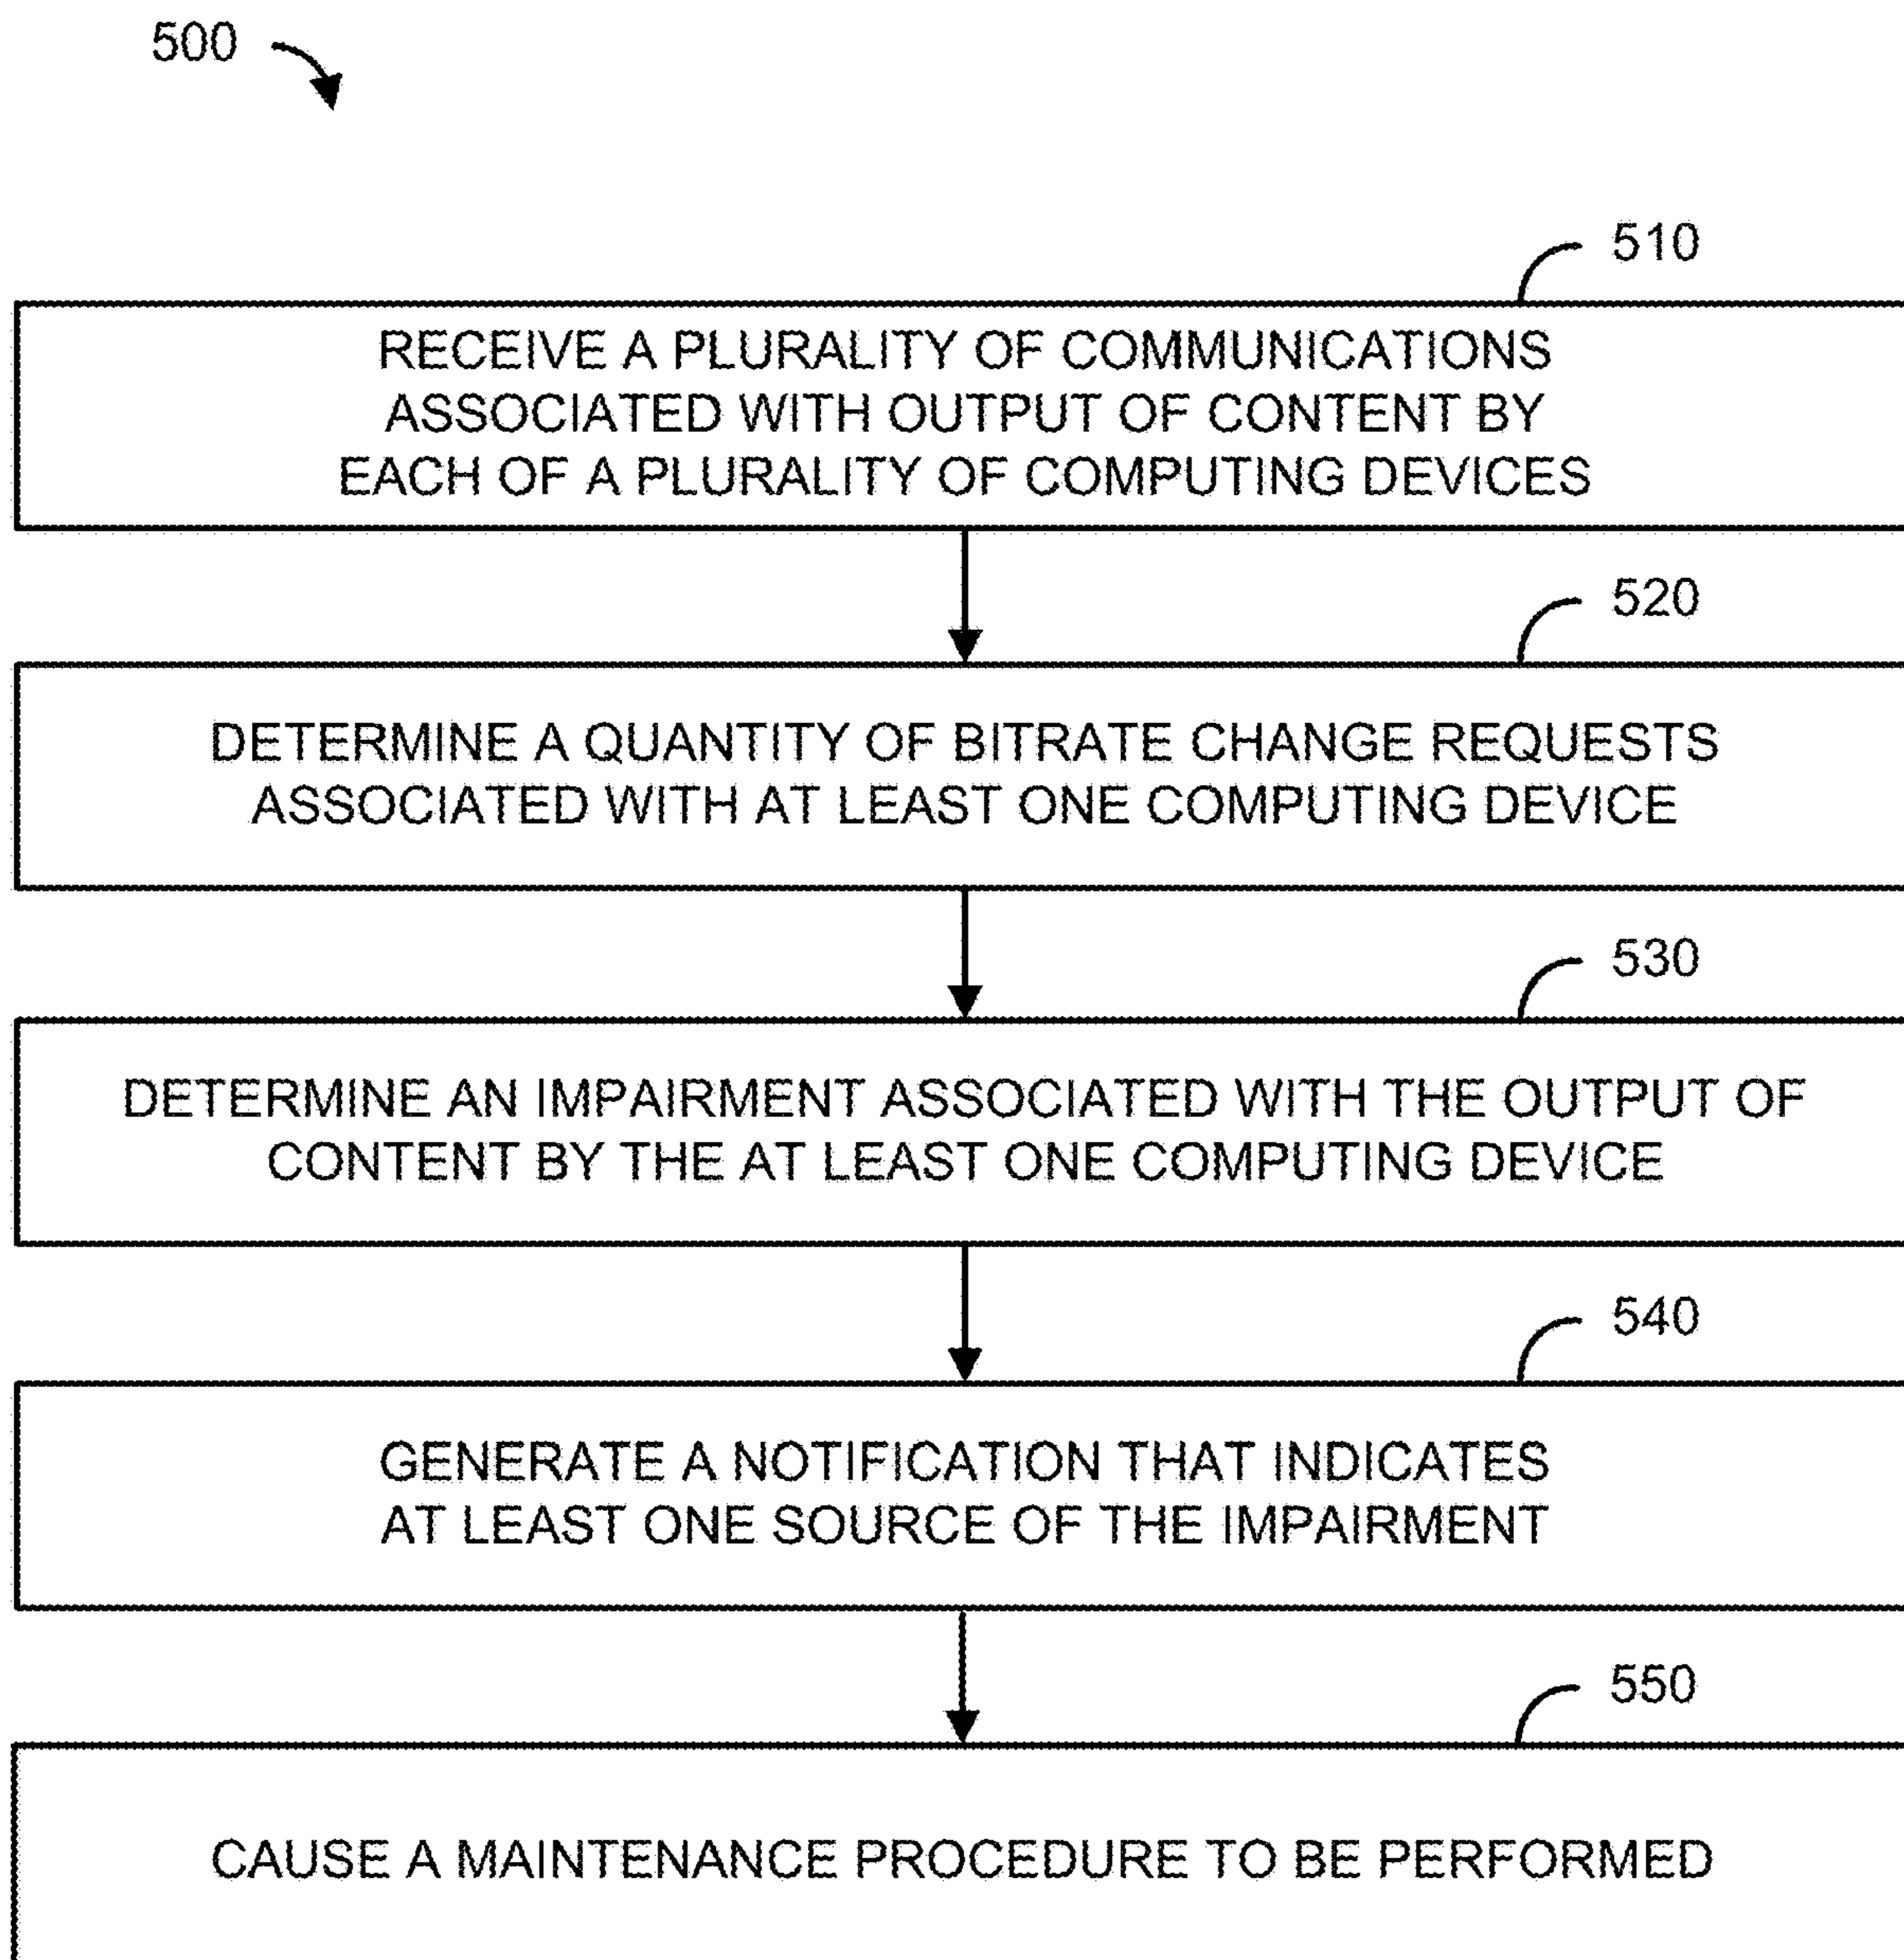 500
510
RECEIVE A PLURALITY OF COMMUNICATIONS
ASSOCIATED WITH OUTPUT OF CONTENT BY
EACH OF A PLURALITY OF COMPUTING DEVICES
520
DETERMINE A QUANTITY OF BITRATE CHANGE REQUESTS
ASSOCIATED WITH AT LEAST ONE COMPUTING DEVICE
530
DETERMINE AN IMPAIRMENT ASSOCIATED WITH THE OUTPUT OF
CONTENT BY THE AT LEAST ONE COMPUTING DEVICE
540
GENERATE A NOTIFICATION THAT INDICATES
AT LEAST ONE SOURCE OF THE IMPAIRMENT
550
CAUSE A MAINTENANCE PROCEDURE TO BE PERFORMED